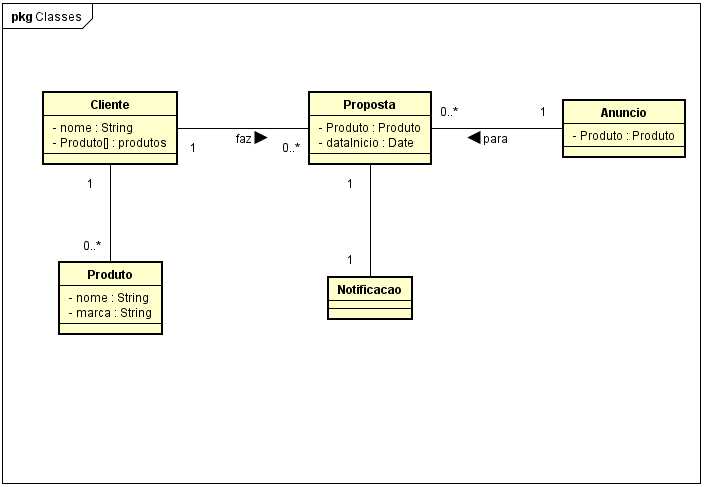 pkg Classes
Cliente
- nome : String
- Produto[] : produtos
1
faz
0..*
Proposta
- Produto : Produto
- dataInicio : Date
0..*
1
para
Anuncio
- Produto : Produto
1
0..*
Produto
- nome : String
- marca : String
1
1
Notificacao